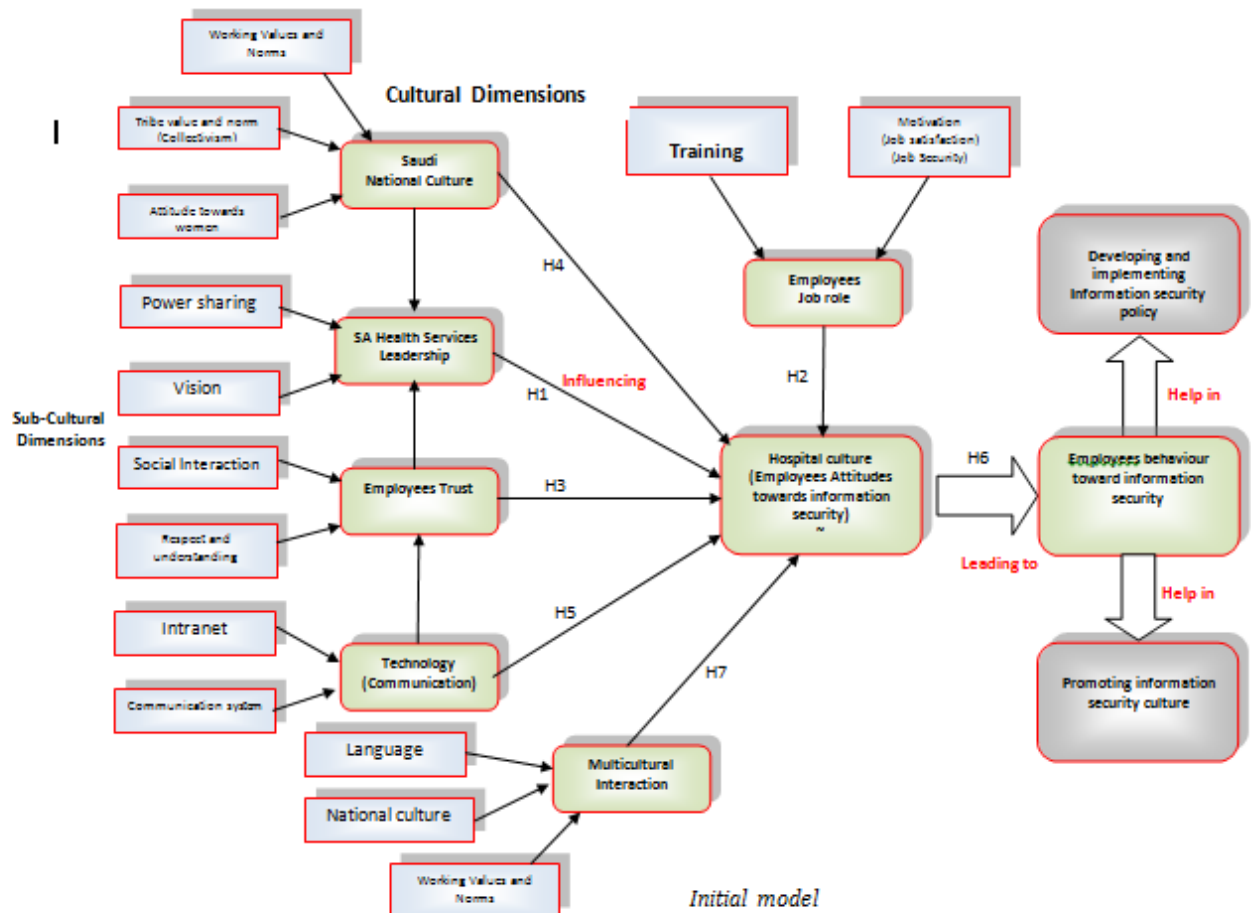 Working Values and
Norms
Cultural Dimensions
I
Tribe value and norm
(Collectivism)
Saudi
National Culture
Training
Motivation
(Job satisfaction)
(Job Security)
Attitude towards
women
H4
Employees
Job role
Developing and
implementing
Information security
policy
Power sharing
SA Health Services
Leadership
Influencing
H1
H2
Help in
Vision
Sub-Cultural
Dimensions
Social Interaction
Employees Trust
H3
Hospital culture
(Employees Attitudes
towards information
security)
~
H6
Employees behaviour
toward information
security
Leading to
Respect and
understanding
Help in
Intranet
H5
Technology
(Communication)
Communication system
H7
Promoting information
security culture
Language
Multicultural
Interaction
National culture
Working Values and
Norms
Initial model